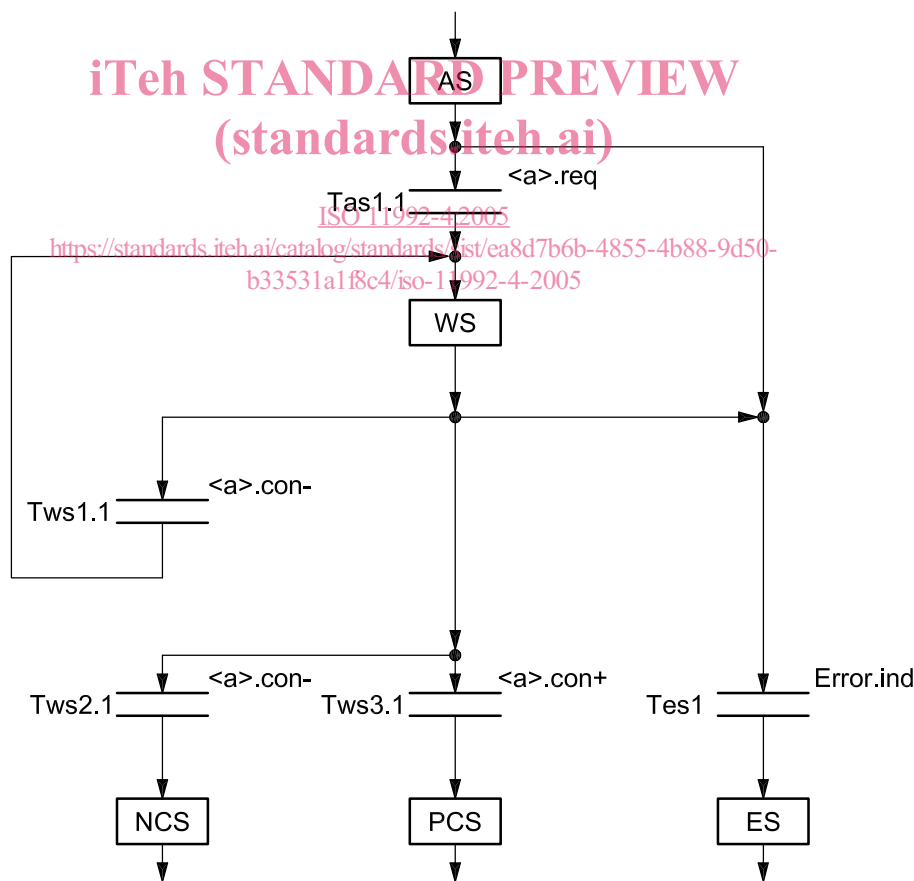 iTeh STANDARD PREVIEW
AS
(standards.iteh.ai)
<a>.req
Tas1.1
ISO 11992-4:2005
https://standards.iteh.ai/catalog/standards/sist/ea8d7b6b-4855-4b88-9d50-
b33531a1f8c4/iso-11992-4-2005
WS
<a>.con-
Tws1.1
<a>.con-
<a>.con+
Error.ind
Tws2.1
Tws3.1
Tes1
NCS
PCS
ES